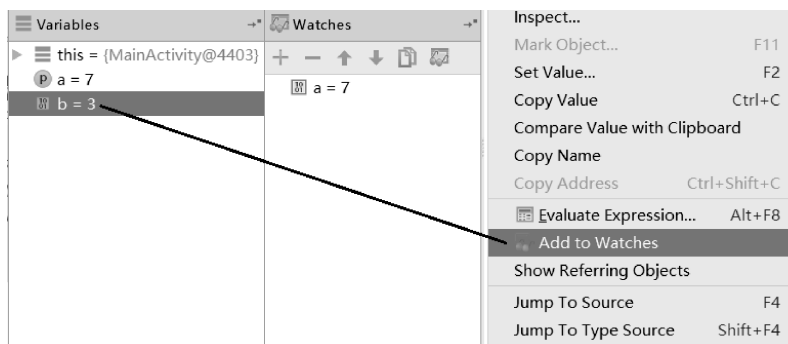 Variables
this = {MainActivity@4403}
a = 7
b = 3
Watches
a = 7
Inspect...
Mark Object... F11
Set Value... F2
Copy Value Ctrl+C
Compare Value with Clipboard
Copy Name
Copy Address Ctrl+Shift+C
Evaluate Expression... Alt+F8
Add to Watches
Show Referring Objects
Jump To Source F4
Jump To Type Source Shift+F4